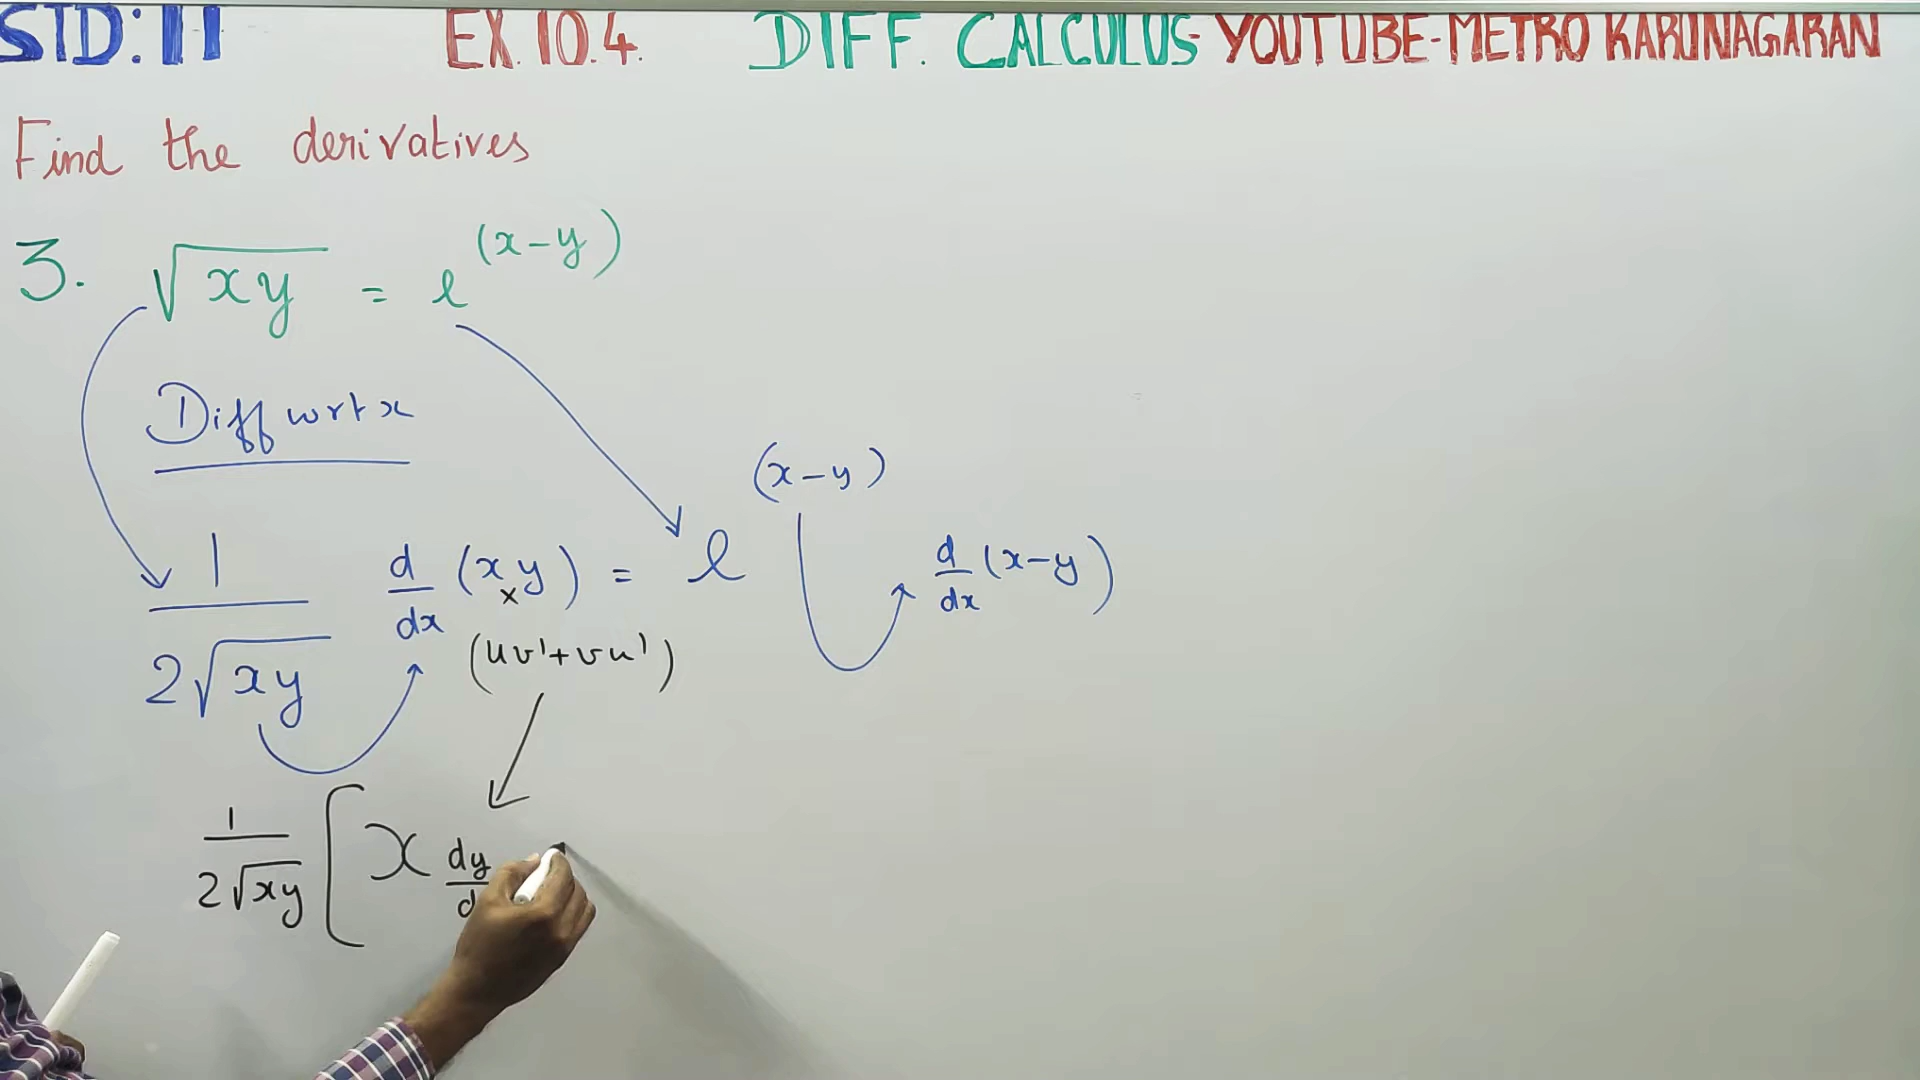 STD: 11 EX. 10.4. DIFF. CALCULUS- YOUTUBE-METRO KARUNAGARAN
Find the derivatives
3. √xy = e^(x-y)
Diff wrt x
1/(2√xy) d/dx (x × y) = e^(x-y) d/dx (x-y)
(uv'+vu')
1/(2√xy) [x dy/d